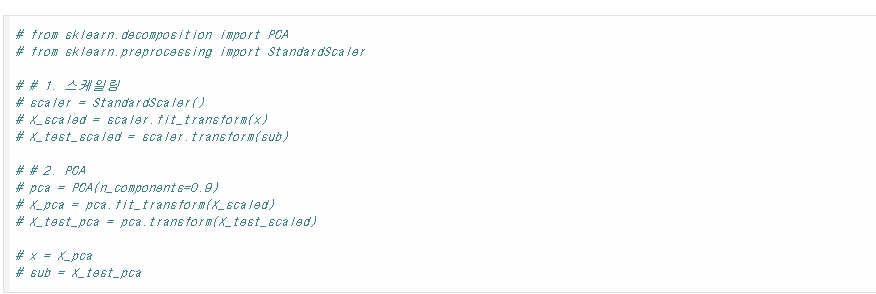 # from sklearn.decomposition import PCA
# from sklearn.preprocessing import StandardScaler
# # 1. 스케일링
# scaler = StandardScaler()
# X_scaled = scaler.fit_transform(x)
# X_test_scaled = scaler.transform(sub)
# # 2. PCA
# pca = PCA(n_components=0.9)
# X_pca = pca.fit_transform(X_scaled)
# X_test_pca = pca.transform(X_test_scaled)
# x = X_pca
# sub = X_test_pca